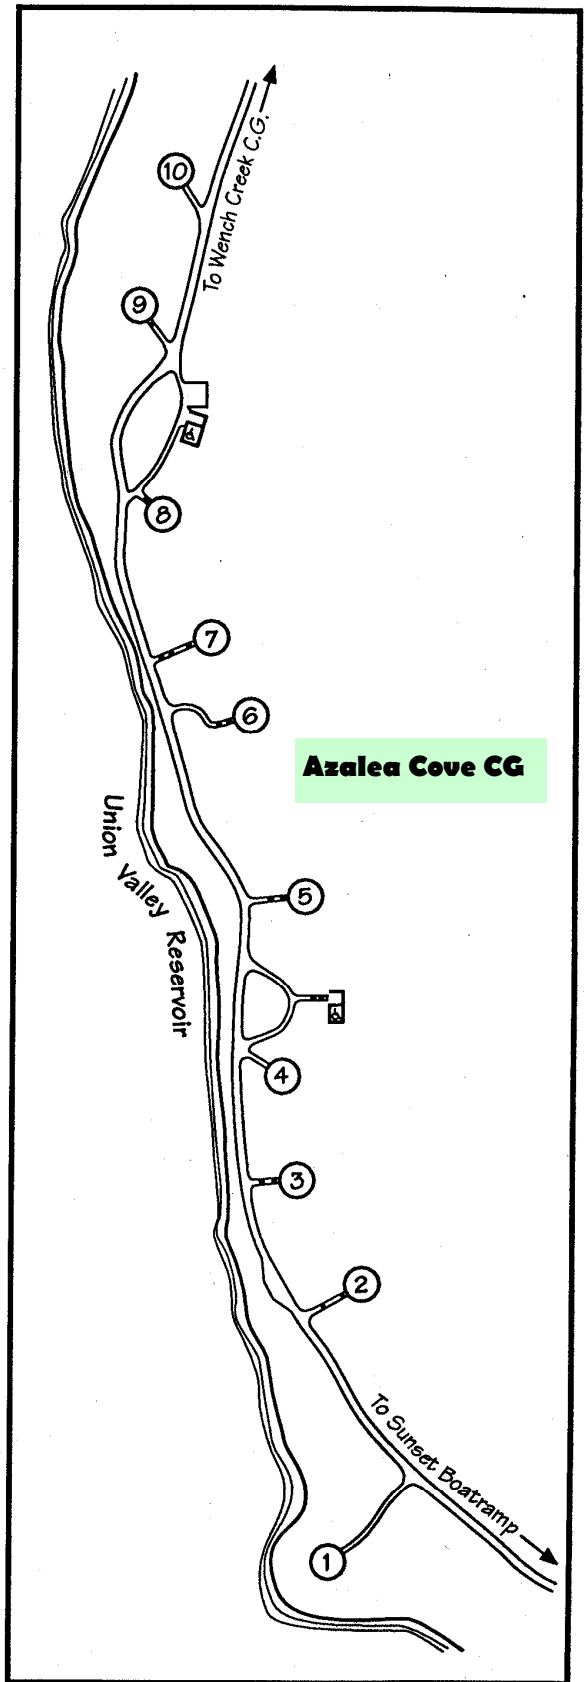 To Wench Creek C.G.
10
9
8
7
6
Azalea Cove CG
Union Valley Reservoir
5
4
3
2
To Sunset Boatramp
1